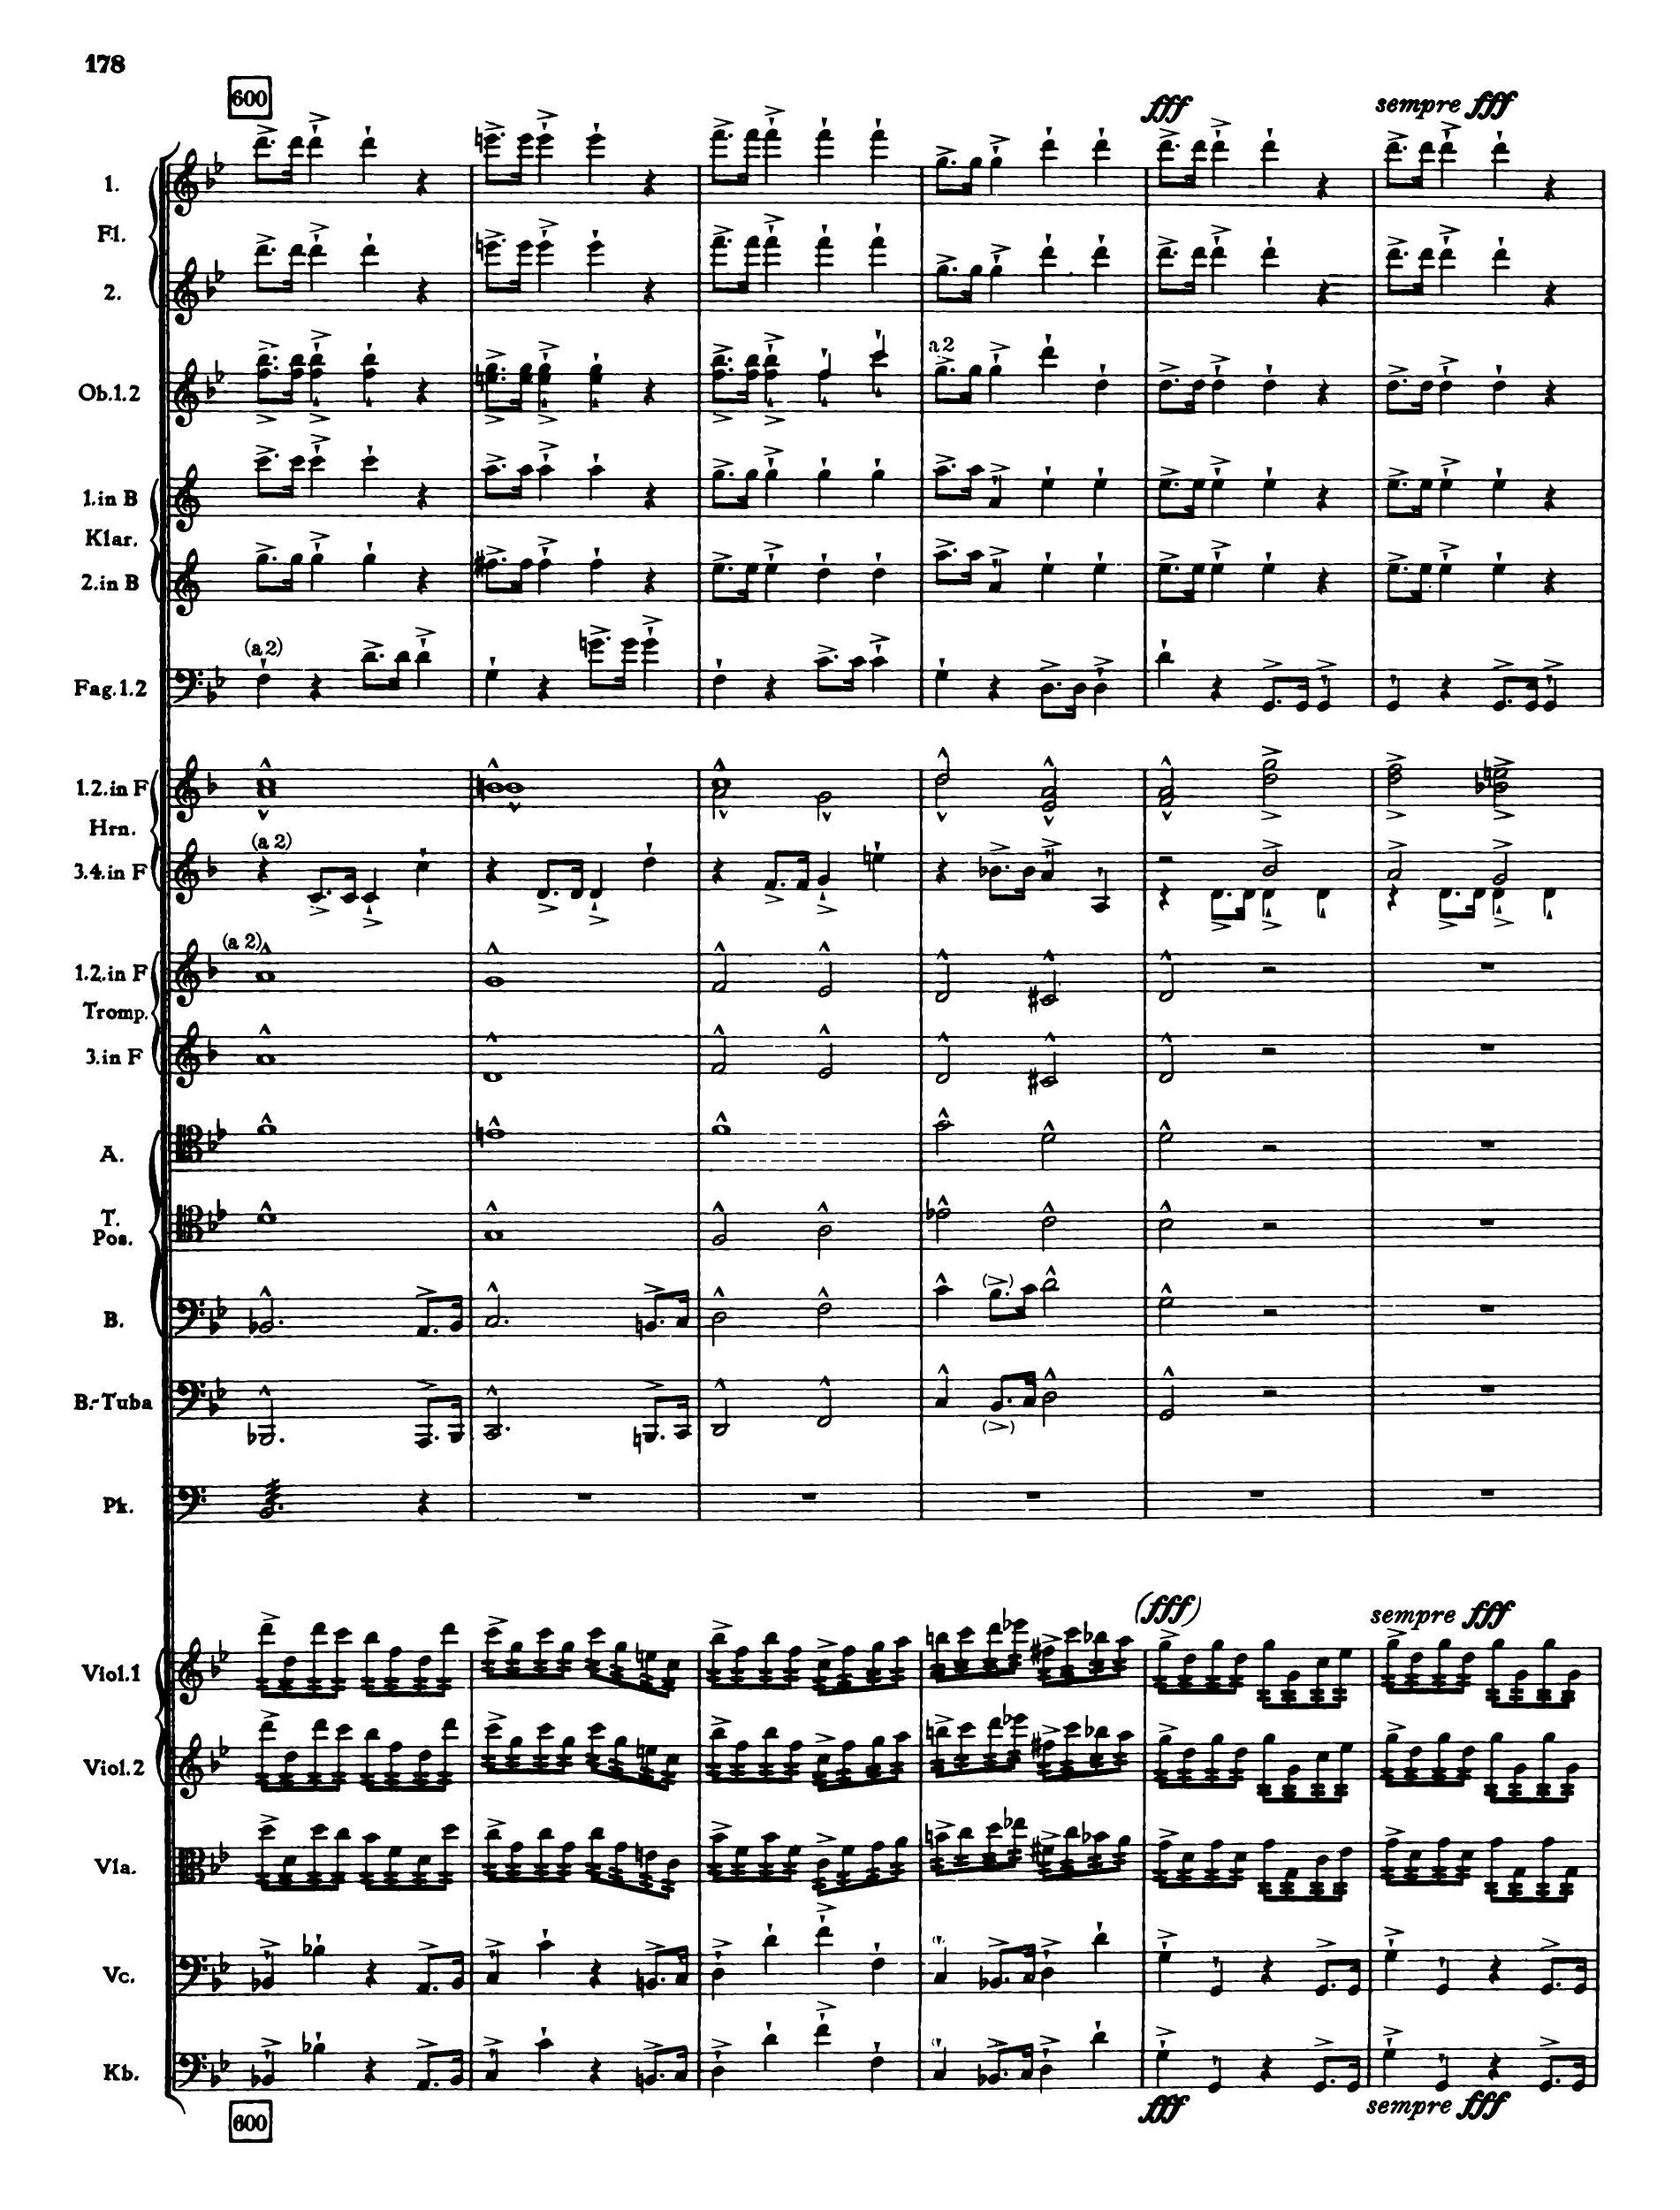 178
600
fff sempre fff
1.
Fl.
2.
Ob.1.2
a 2
1.in B
Klar.
2.in B
(a 2)
Fag.1.2
1.2.in F
Hrn.
(a 2)
3.4.in F
(a 2)
1.2.in F
Tromp.
3.in F
A.
T.
Pos.
B.
B.-Tuba
Pk.
(fff) sempre fff
Viol.1
Viol.2
Vla.
Vc.
Kb.
fff sempre fff
600